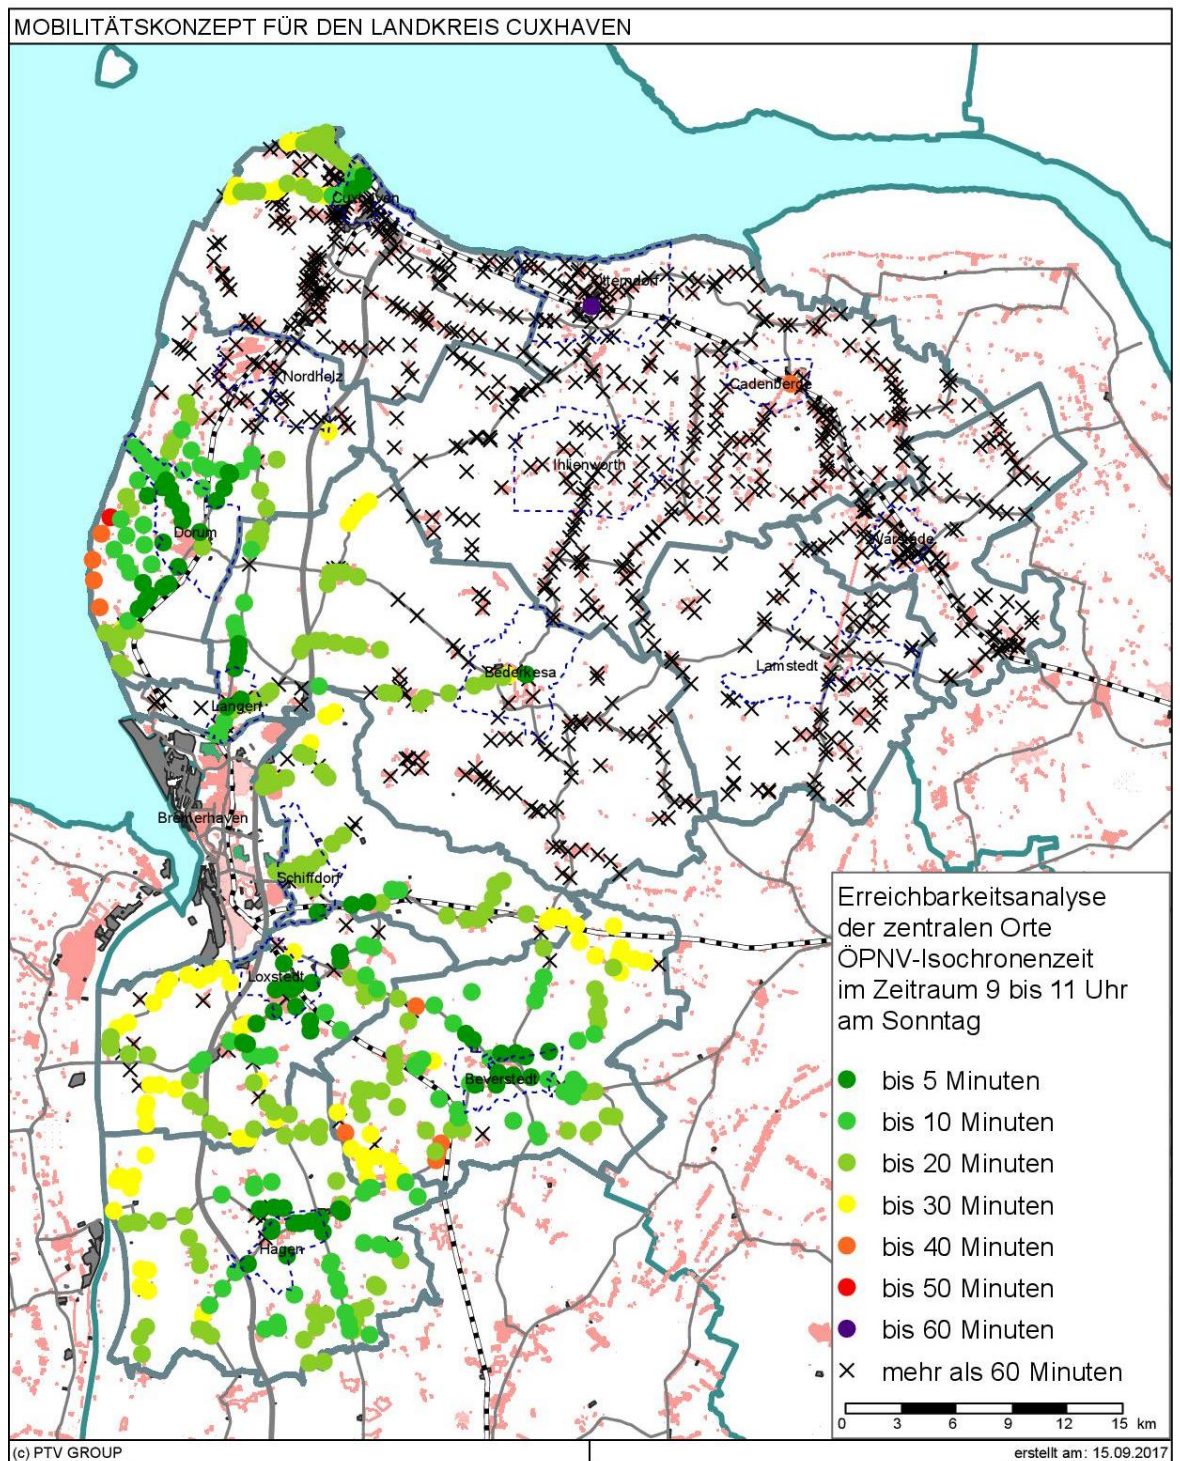 MOBILITÄTSKONZEPT FÜR DEN LANDKREIS CUXHAVEN
Cuxhaven
Otterndorf
Nordholz
Cadenberge
Ihlienworth
Dorum
Warstade
Lamstedt
Bederkesa
Langen
Bremerhaven
Schiffdorf
Loxstedt
Beverstedt
Hagen
Erreichbarkeitsanalyse
der zentralen Orte
ÖPNV-Isochronenzeit
im Zeitraum 9 bis 11 Uhr
am Sonntag
bis 5 Minuten
bis 10 Minuten
bis 20 Minuten
bis 30 Minuten
bis 40 Minuten
bis 50 Minuten
bis 60 Minuten
mehr als 60 Minuten
0 3 6 9 12 15 km
(c) PTV GROUP
erstellt am: 15.09.2017